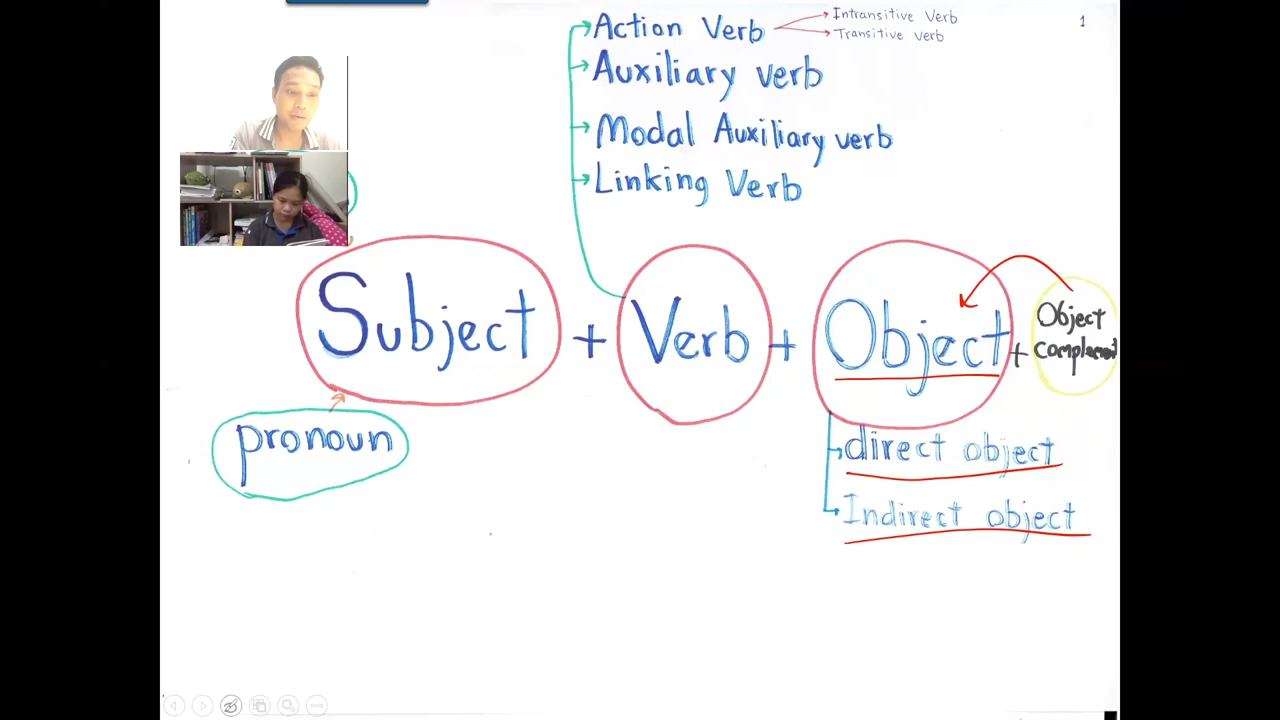 Action Verb
Intransitive Verb
Transitive verb
1
Auxiliary verb
Modal Auxiliary verb
Linking Verb
Subject + Verb + Object +
Object
complement
pronoun
direct object
Indirect object